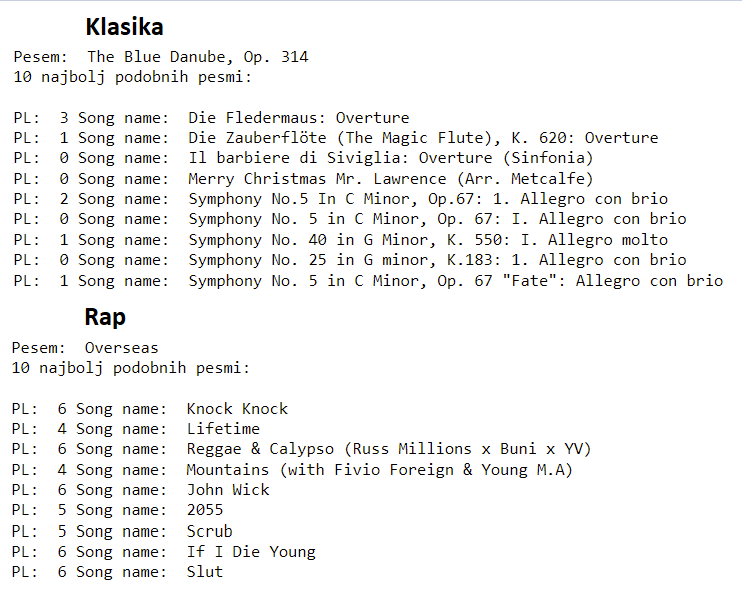 Klasika
Pesem:  The Blue Danube, Op. 314
10 najbolj podobnih pesmi:
PL:  3 Song name:  Die Fledermaus: Overture
PL:  1 Song name:  Die Zauberflöte (The Magic Flute), K. 620: Overture
PL:  0 Song name:  Il barbiere di Siviglia: Overture (Sinfonia)
PL:  0 Song name:  Merry Christmas Mr. Lawrence (Arr. Metcalfe)
PL:  2 Song name:  Symphony No.5 In C Minor, Op.67: 1. Allegro con brio
PL:  0 Song name:  Symphony No. 5 in C Minor, Op. 67: I. Allegro con brio
PL:  1 Song name:  Symphony No. 40 in G Minor, K. 550: I. Allegro molto
PL:  0 Song name:  Symphony No. 25 in G minor, K.183: 1. Allegro con brio
PL:  1 Song name:  Symphony No. 5 in C Minor, Op. 67 "Fate": Allegro con brio
Rap
Pesem:  Overseas
10 najbolj podobnih pesmi:
PL:  6 Song name:  Knock Knock
PL:  4 Song name:  Lifetime
PL:  6 Song name:  Reggae & Calypso (Russ Millions x Buni x YV)
PL:  4 Song name:  Mountains (with Fivio Foreign & Young M.A)
PL:  6 Song name:  John Wick
PL:  5 Song name:  2055
PL:  5 Song name:  Scrub
PL:  6 Song name:  If I Die Young
PL:  6 Song name:  Slut